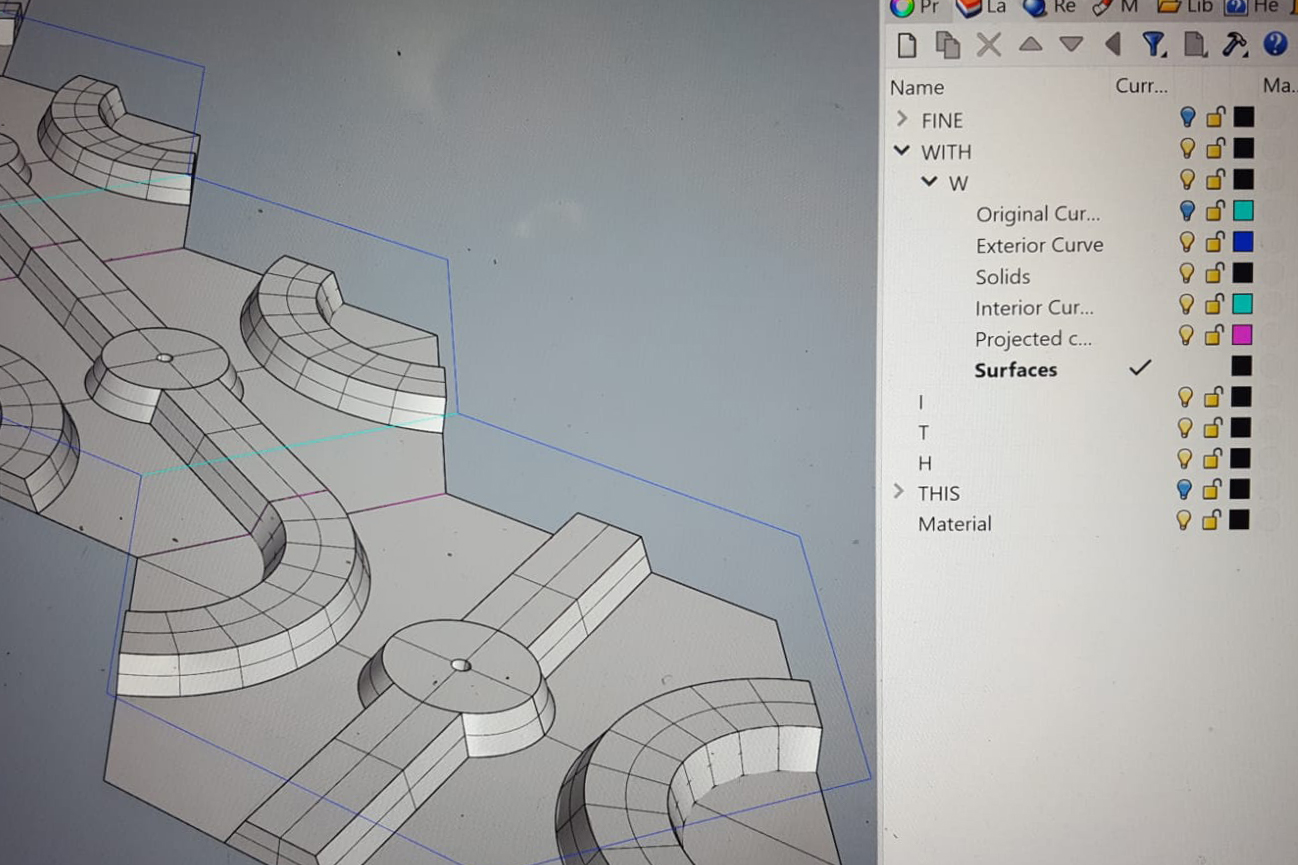 Pr La Re M Lib He
Name Curr... Ma...
FINE
WITH
W
Original Cur...
Exterior Curve
Solids
Interior Cur...
Projected c...
Surfaces
I
T
H
THIS
Material